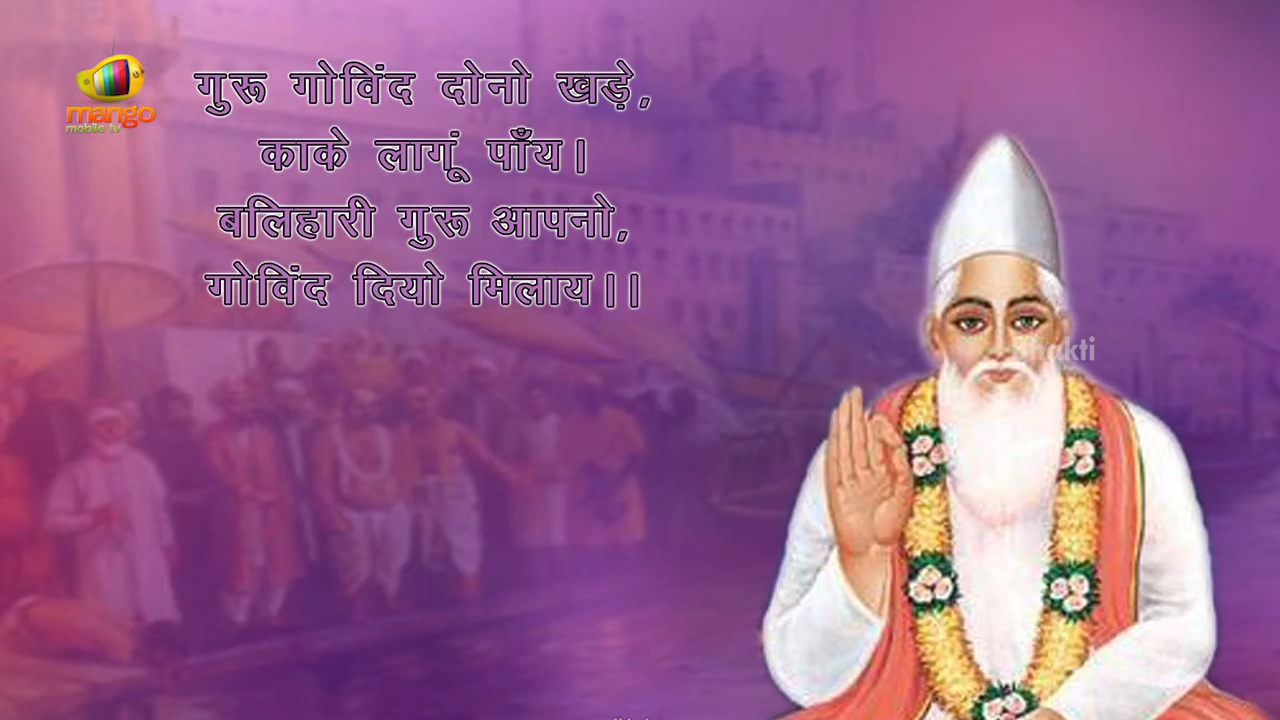 mango
mobile tv
गुरू गोविंद दोनो खड़े,
काके लागूं पाँय।
बलिहारी गुरू आपनो,
गोविंद दियो मिलाय।।
Bhakti